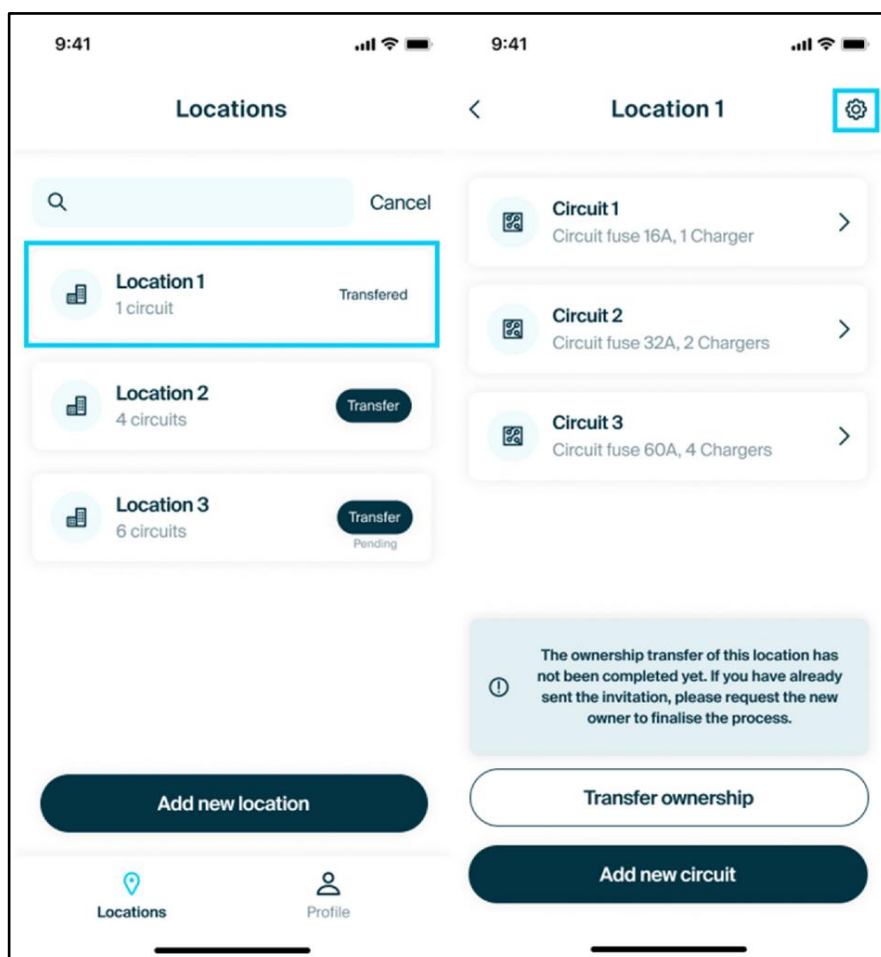 9:41
Locations
Cancel
Location 1
1 circuit
Transfered
Location 2
4 circuits
Transfer
Location 3
6 circuits
Transfer
Pending
Add new location
Locations
Profile
9:41
Location 1
Circuit 1
Circuit fuse 16A, 1 Charger
Circuit 2
Circuit fuse 32A, 2 Chargers
Circuit 3
Circuit fuse 60A, 4 Chargers
The ownership transfer of this location has
not been completed yet. If you have already
sent the invitation, please request the new
owner to finalise the process.
Transfer ownership
Add new circuit